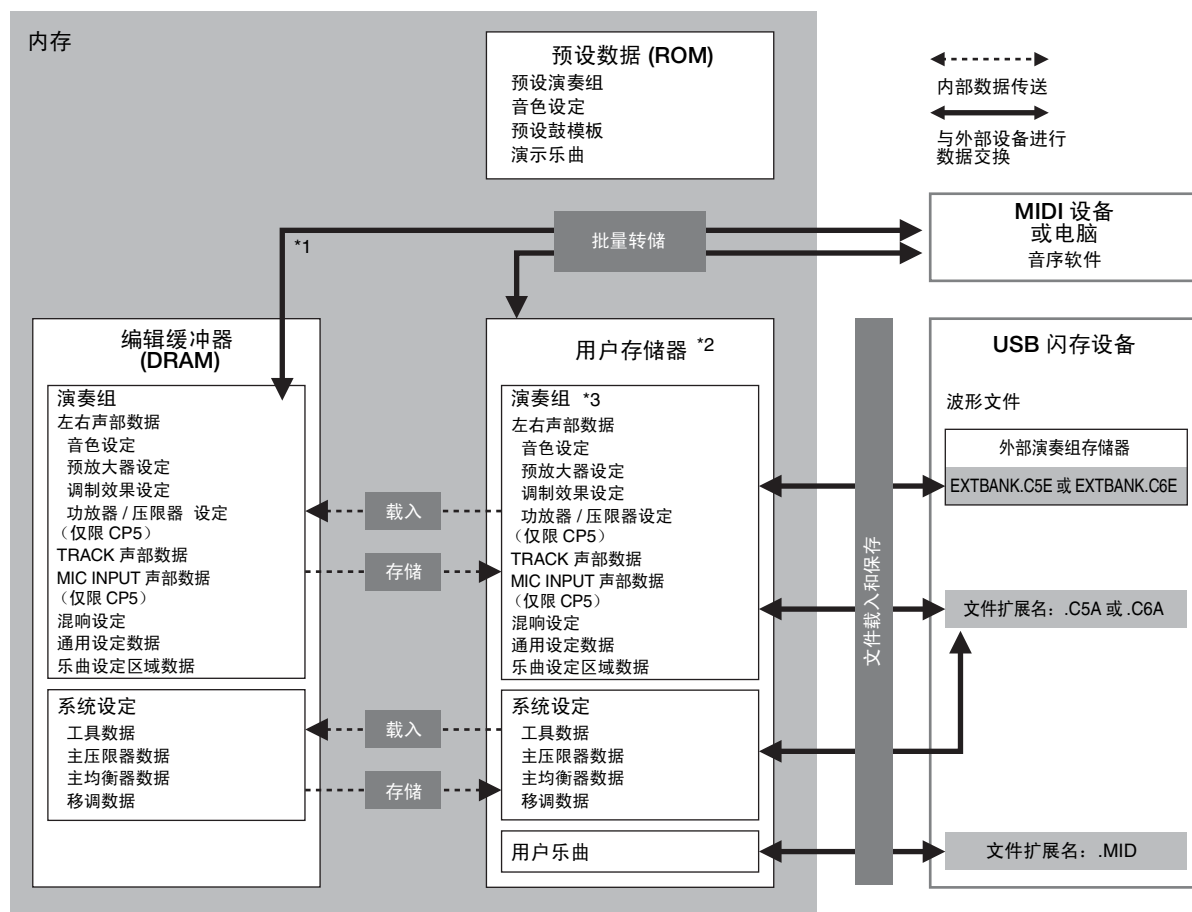 内存
预设数据 (ROM)
预设演奏组
音色设定
预设鼓模板
演示乐曲
内部数据传送
与外部设备进行
数据交换
MIDI 设备
或电脑
音序软件
批量转储
*1
编辑缓冲器
(DRAM)
演奏组
左右声部数据
音色设定
预放大器设定
调制效果设定
功放器 / 压限器 设定
（仅限 CP5）
TRACK 声部数据
MIC INPUT 声部数据
（仅限 CP5）
混响设定
通用设定数据
乐曲设定区域数据
系统设定
工具数据
主压限器数据
主均衡器数据
移调数据
载入
存储
载入
存储
用户存储器 *2
演奏组 *3
左右声部数据
音色设定
预放大器设定
调制效果设定
功放器 / 压限器设定
（仅限 CP5）
TRACK 声部数据
MIC INPUT 声部数据
（仅限 CP5）
混响设定
通用设定数据
乐曲设定区域数据
系统设定
工具数据
主压限器数据
主均衡器数据
移调数据
用户乐曲
文件载入和保存
USB 闪存设备
波形文件
外部演奏组存储器
EXTBANK.C5E 或 EXTBANK.C6E
文件扩展名：.C5A 或 .C6A
文件扩展名：.MID